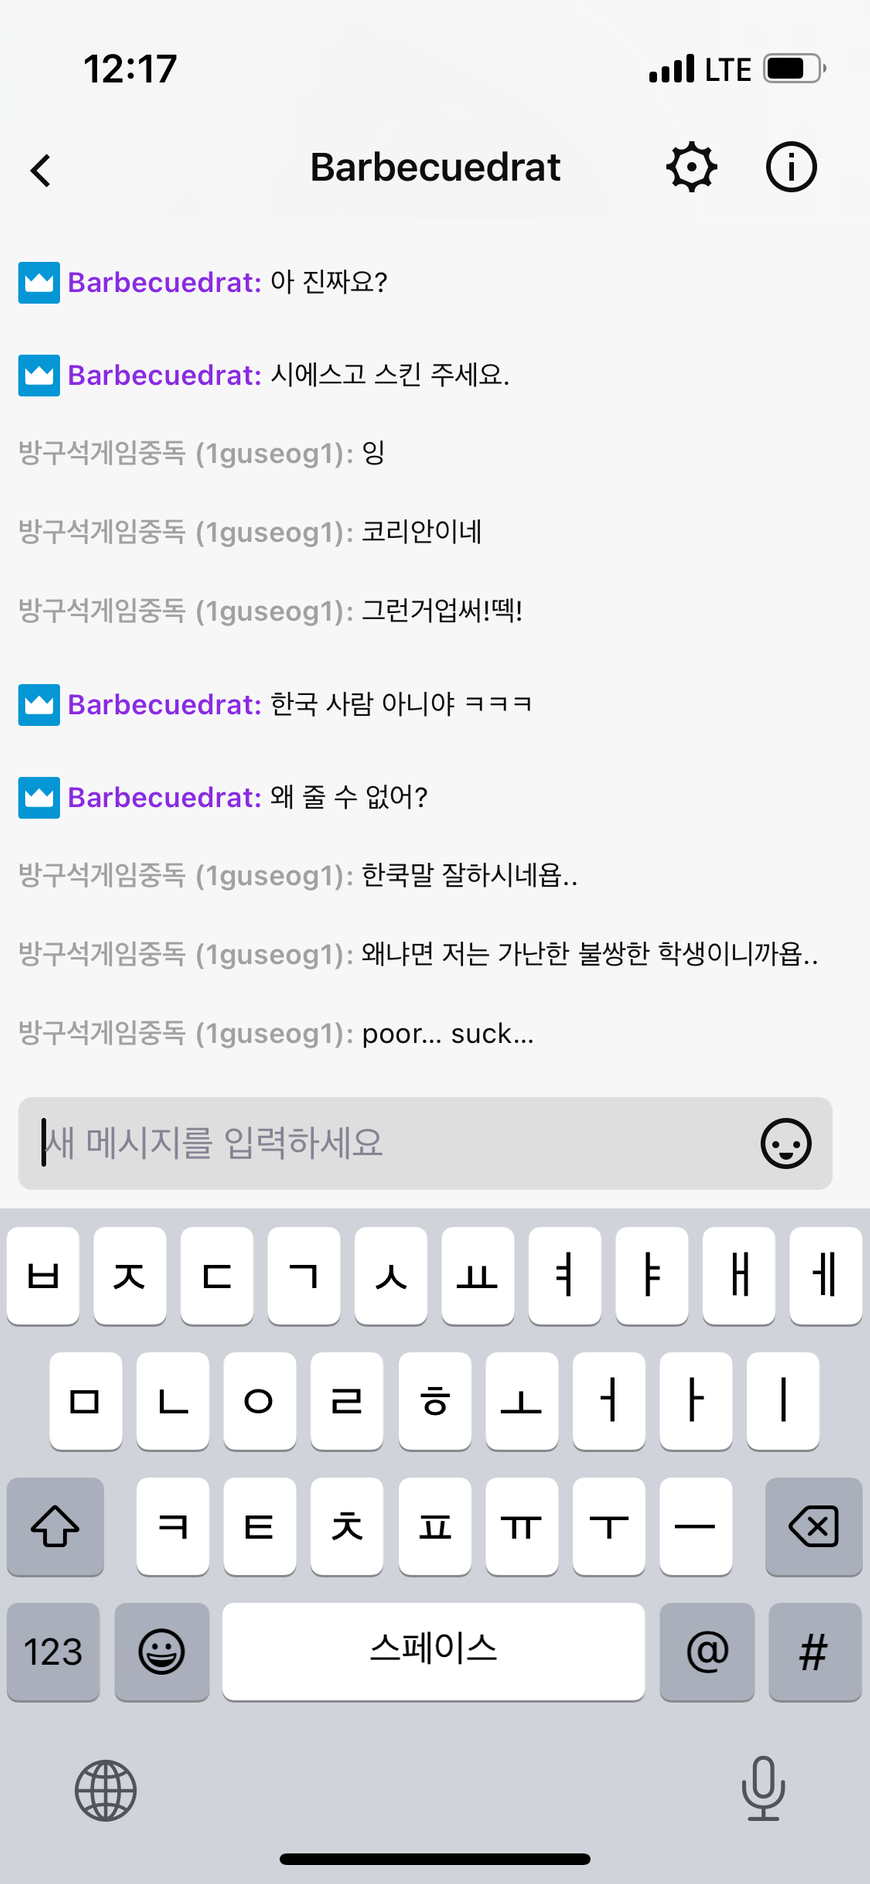 12:17
LTE
Barbecuedrat
Barbecuedrat: 아 진짜요?
Barbecuedrat: 시에스고 스킨 주세요.
방구석게임중독 (1guseog1): 잉
방구석게임중독 (1guseog1): 코리안이네
방구석게임중독 (1guseog1): 그런거업써!떽!
Barbecuedrat: 한국 사람 아니야 ㅋㅋㅋ
Barbecuedrat: 왜 줄 수 없어?
방구석게임중독 (1guseog1): 한쿡말 잘하시네욥..
방구석게임중독 (1guseog1): 왜냐면 저는 가난한 불쌍한 학생이니까욥..
방구석게임중독 (1guseog1): poor... suck...
새 메시지를 입력하세요
ㅂ ㅈ ㄷ ㄱ ㅅ ㅛ ㅕ ㅑ ㅐ ㅔ
ㅁ ㄴ ㅇ ㄹ ㅎ ㅗ ㅓ ㅏ ㅣ
ㅋ ㅌ ㅊ ㅍ ㅠ ㅜ ㅡ
123 스페이스 @ #